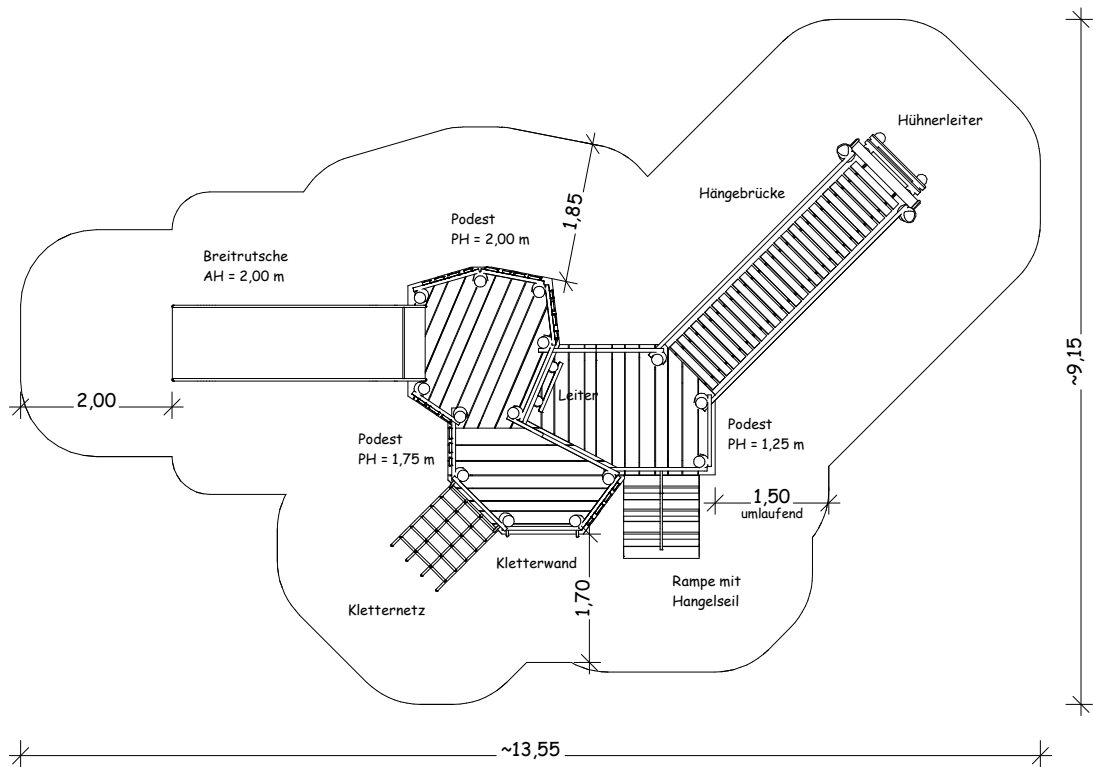 Hühnerleiter
~9,15
Hängebrücke
1,85
Podest
PH = 2,00 m
Breitrutsche
AH = 2,00 m
2,00
Leiter
Podest
PH = 1,75 m
Podest
PH = 1,25 m
1,50
umlaufend
Kletterwand
1,70
Rampe mit
Hangelseil
Kletternetz
~13,55